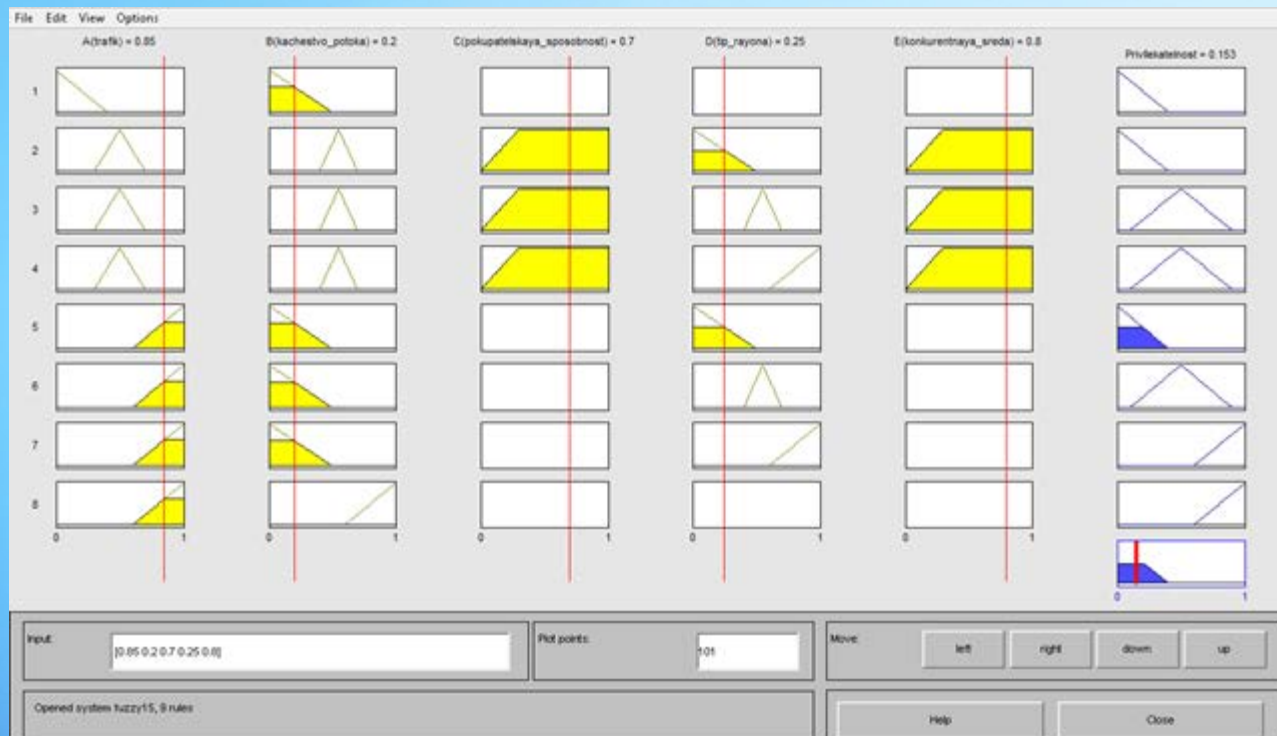 File Edit View Options
A(trafik) = 0.85 B(kachestvo_potoka) = 0.2 C(pokupatelskaya_sposobnost) = 0.7 D(tip_rayona) = 0.25 E(konkurentnaya_sreda) = 0.8
Privlekatelnost = 0.153
1
2
3
4
5
6
7
8
0 1 0 1 0 1 0 1 0 1
0 1
Input: [0.85 0.2 0.7 0.25 0.8] Plot points: 101 Move: left right down up
Opened system fuzzy15, 9 rules Help Close